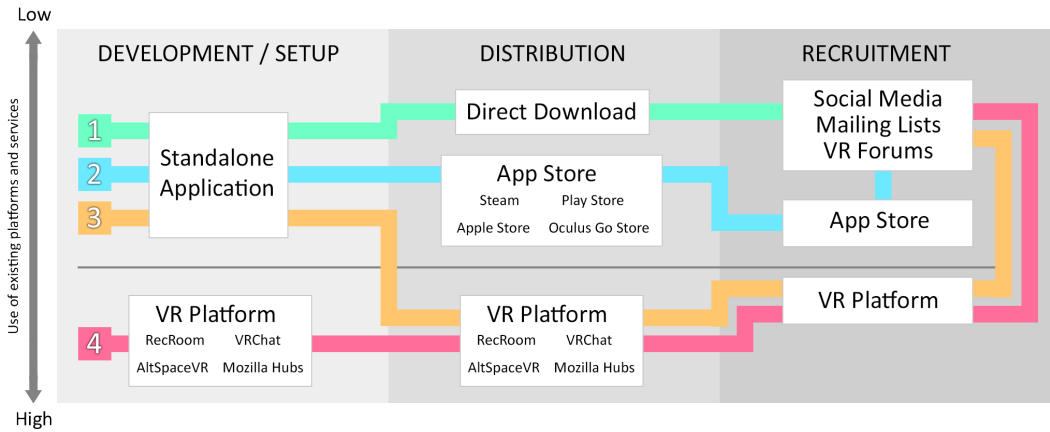 Low
DEVELOPMENT / SETUP
DISTRIBUTION
RECRUITMENT
Use of existing platforms and services
1
2
3
Standalone
Application
Direct Download
App Store
Steam Play Store
Apple Store Oculus Go Store
Social Media
Mailing Lists
VR Forums
App Store
4
VR Platform
RecRoom VRChat
AltSpaceVR Mozilla Hubs
VR Platform
RecRoom VRChat
AltSpaceVR Mozilla Hubs
VR Platform
High